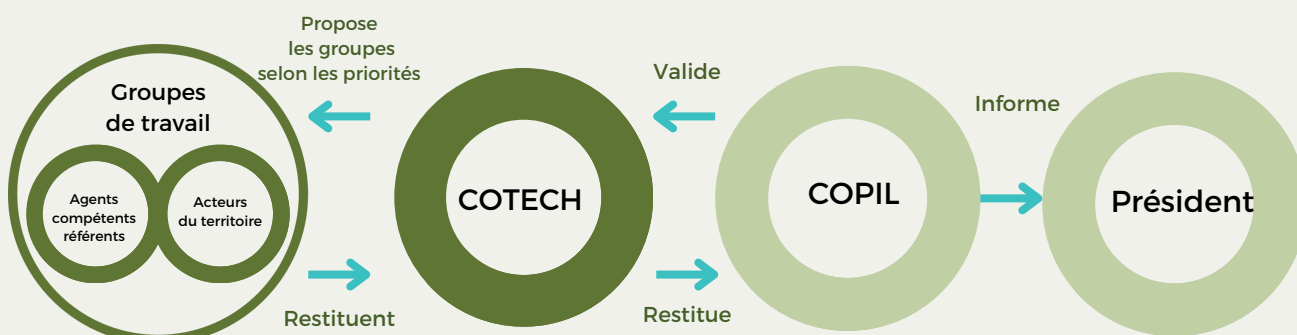 Propose
les groupes
selon les priorités
Groupes
de travail
Agents
compétents
référents
Acteurs
du territoire
Restituent
COTECH
Valide
Restitue
COPIL
Informe
Président